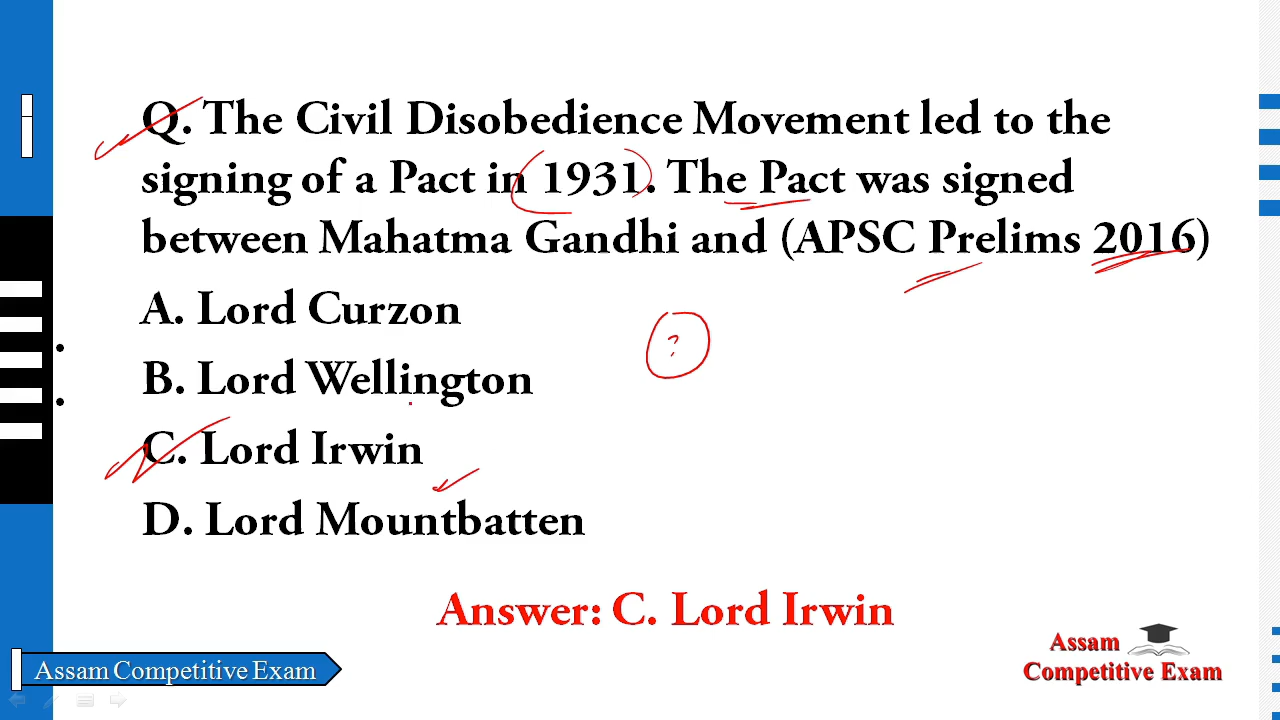 Q. The Civil Disobedience Movement led to the
signing of a Pact in 1931. The Pact was signed
between Mahatma Gandhi and (APSC Prelims 2016)
A. Lord Curzon
B. Lord Wellington
?
C. Lord Irwin
D. Lord Mountbatten
Answer: C. Lord Irwin
Assam Competitive Exam
Assam
Competitive Exam